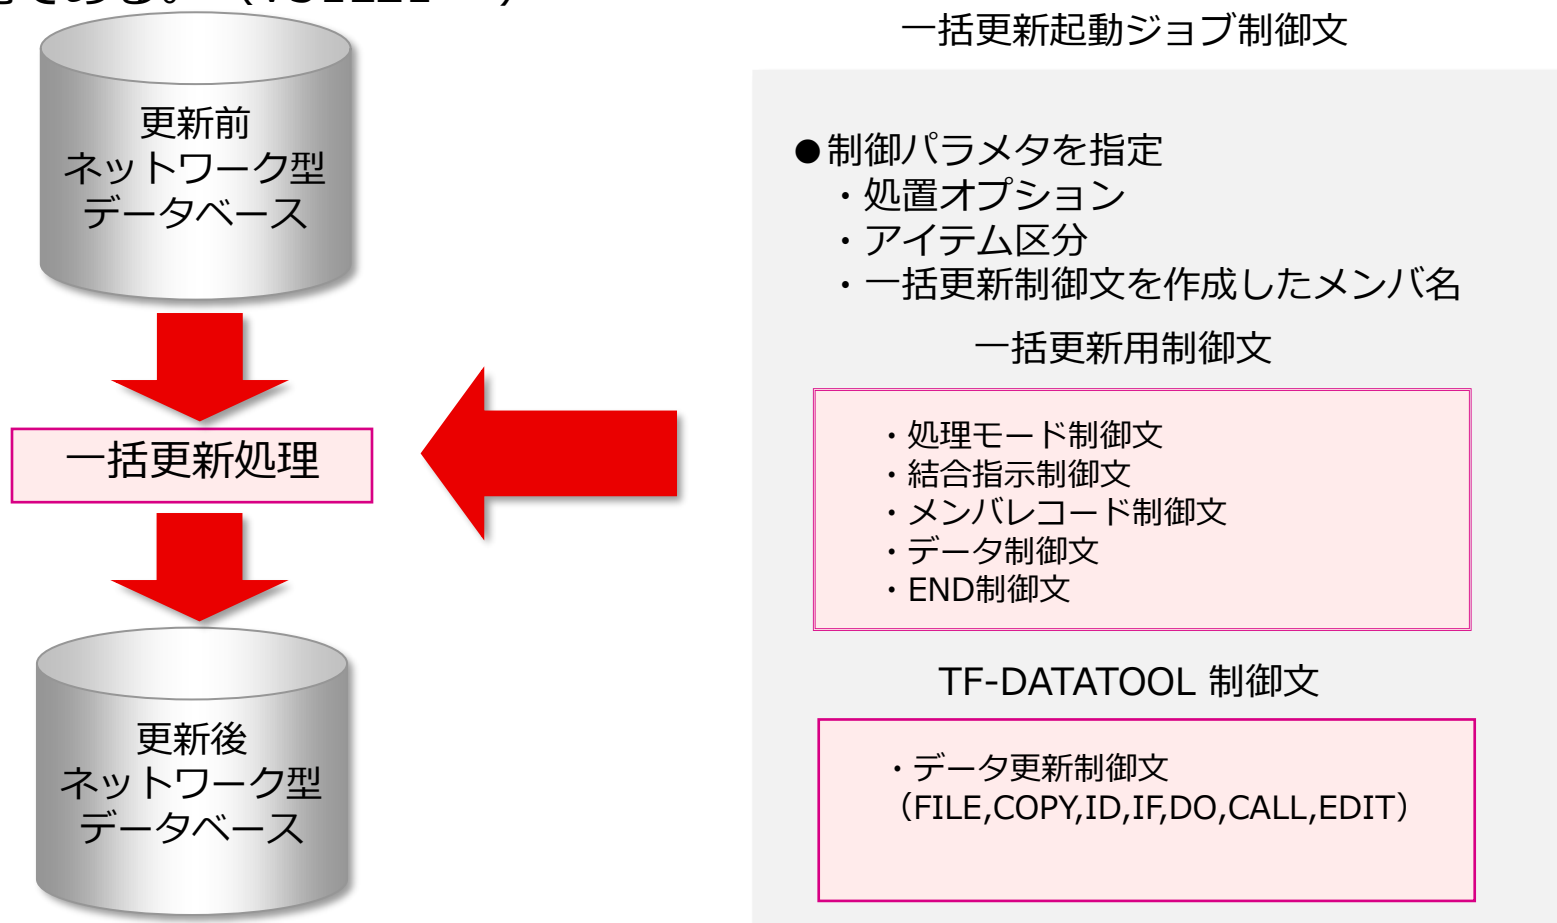 である。
更新前
ネットワーク型
データベース
一括更新処理
更新後
ネットワーク型
データベース
一括更新起動ジョブ制御文
●制御パラメタを指定
・処置オプション
・アイテム区分
・一括更新制御文を作成したメンバ名
一括更新用制御文
・処理モード制御文
・結合指示制御文
・メンバレコード制御文
・データ制御文
・END制御文
TF-DATATOOL 制御文
・データ更新制御文
（FILE,COPY,ID,IF,DO,CALL,EDIT）